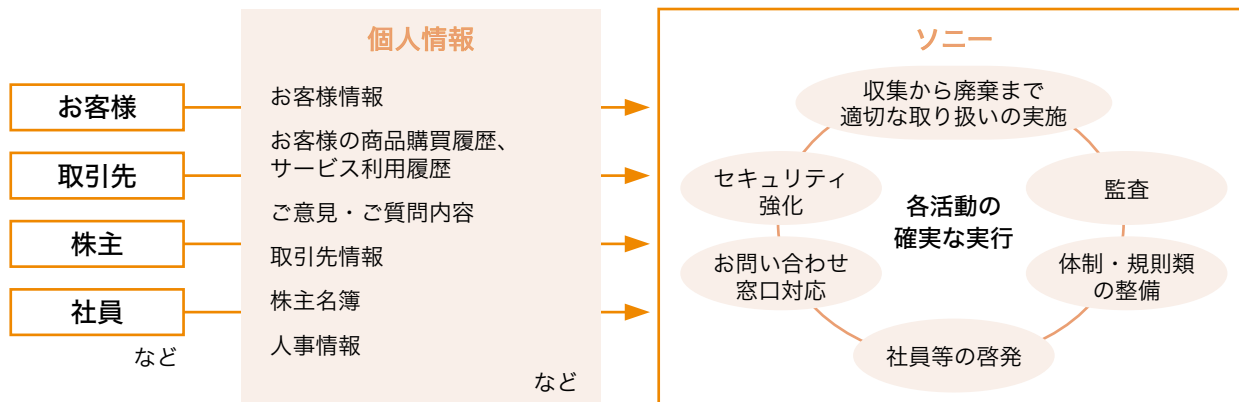 お客様
取引先
株主
社員
など
個人情報
お客様情報
お客様の商品購買履歴、
サービス利用履歴
ご意見・ご質問内容
取引先情報
株主名簿
人事情報
など
ソニー
収集から廃棄まで
適切な取り扱いの実施
監査
体制・規則類
の整備
社員等の啓発
お問い合わせ
窓口対応
セキュリティ
強化
各活動の
確実な実行